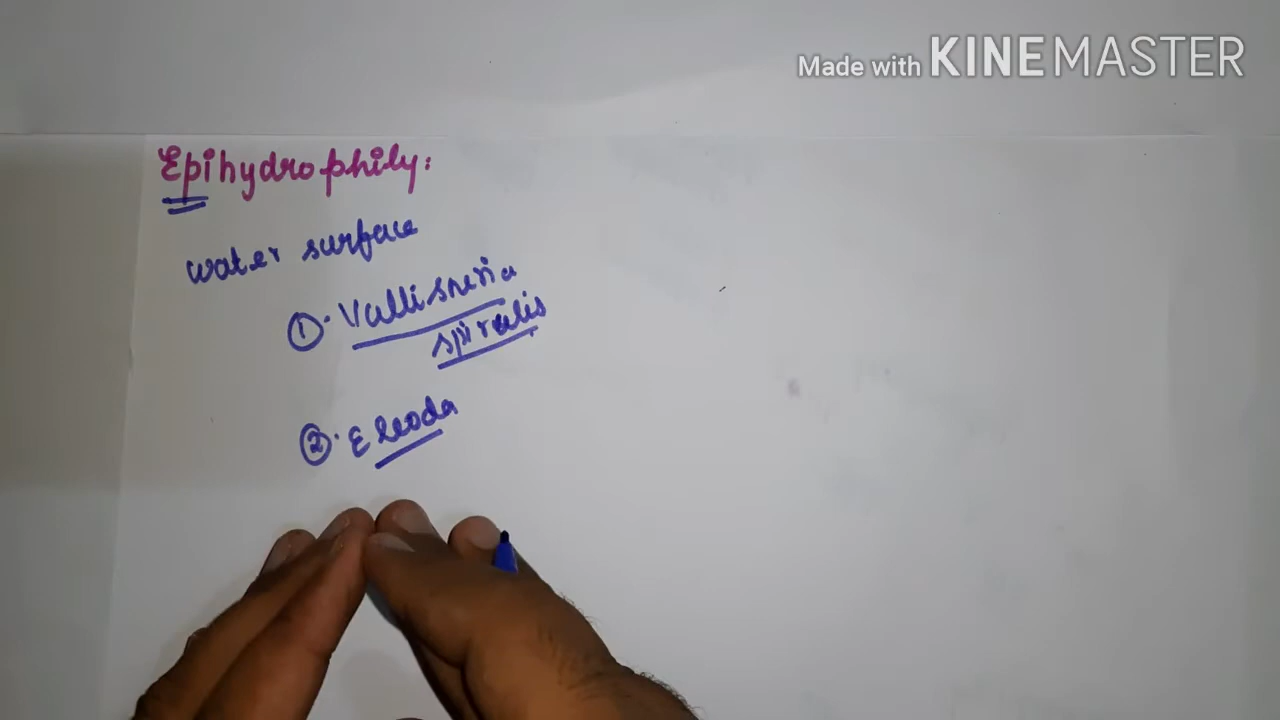 Made with KINEMASTER
Epihydrophily:
water surface
①. Vallisneria
spiralis
②. Eleoda